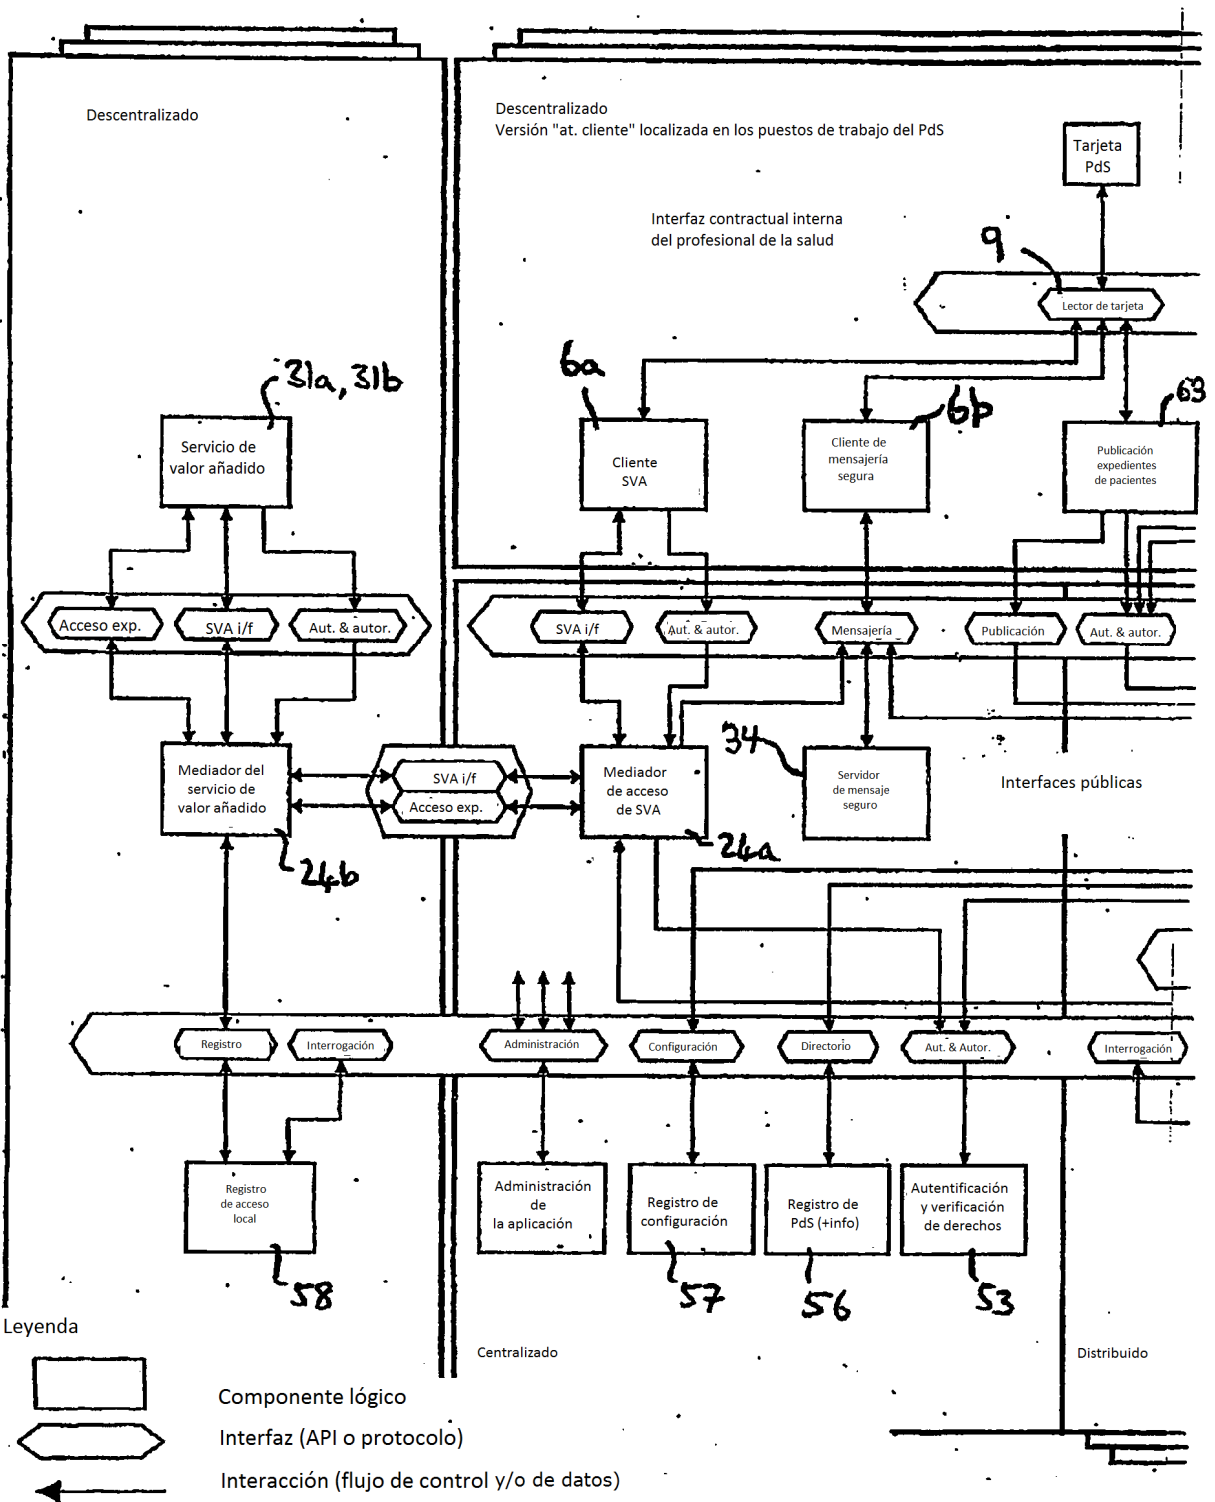 Descentralizado
Descentralizado
Versión "at. cliente" localizada en los puestos de trabajo del PdS
Tarjeta
PdS
Interfaz contractual interna
del profesional de la salud
9
Lector de tarjeta
31a, 31b
6a
6b
63
Servicio de
valor añadido
Cliente
SVA
Cliente de
mensajería
segura
Publicación
expedientes
de pacientes
Acceso exp.
SVA i/f
Aut. & autor.
SVA i/f
Aut. & autor.
Mensajería
Publicación
Aut. & autor.
34
Mediador del
servicio de
valor añadido
SVA i/f
Acceso exp.
Mediador
de acceso
de SVA
Servidor
de mensaje
seguro
Interfaces públicas
24b
24a
Registro
Interrogación
Administración
Configuración
Directorio
Aut. & Autor.
Interrogación
Registro
de acceso
local
Administración
de
la aplicación
Registro de
configuración
Registro de
PdS (+info)
Autentificación
y verificación
de derechos
58
57
56
53
Leyenda
Centralizado
Distribuido
Componente lógico
Interfaz (API o protocolo)
Interacción (flujo de control y/o de datos)